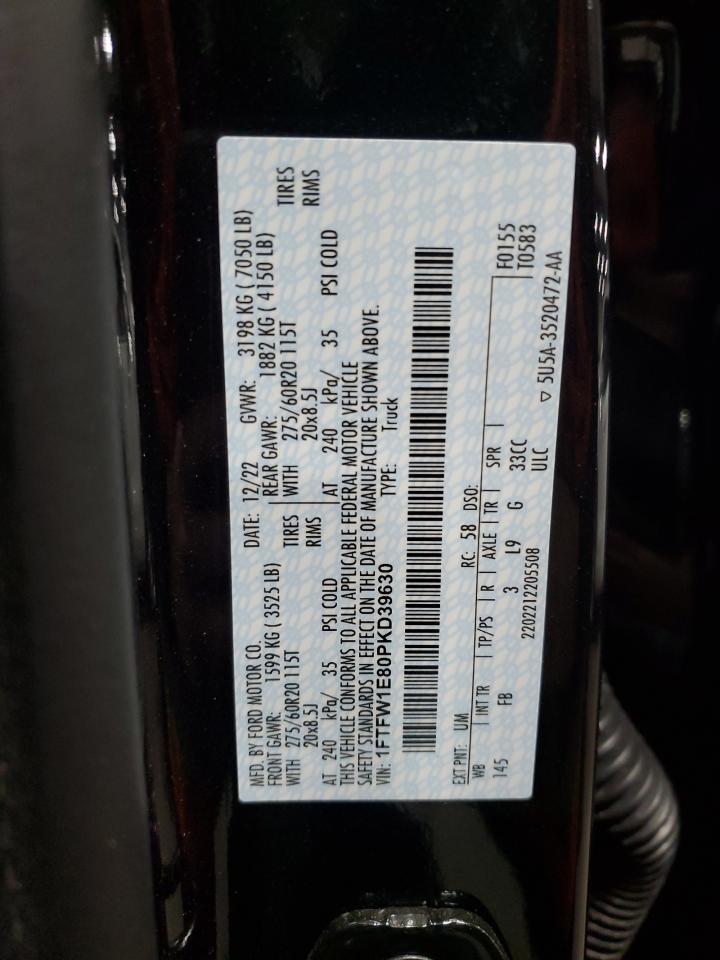 MFD. BY FORD MOTOR CO. DATE: 12/22 GVWR: 3198 KG ( 7050 LB)
FRONT GAWR: 1599 KG ( 3525 LB) REAR GAWR: 1882 KG ( 4150 LB)
WITH 275/60R20 115T TIRES WITH 275/60R20 115T TIRES
20x8.5J RIMS 20x8.5J RIMS
AT 240 kPa/ 35 PSI COLD AT 240 kPa/ 35 PSI COLD
THIS VEHICLE CONFORMS TO ALL APPLICABLE FEDERAL MOTOR VEHICLE
SAFETY STANDARDS IN EFFECT ON THE DATE OF MANUFACTURE SHOWN ABOVE.
VIN: 1FTFW1E80PKD39630 TYPE: Truck
EXT PNT: UM RC: 58 DSO:
WB INT TR TP/PS R AXLE TR SPR F0155
145 FB 3 L9 G 33CC T0583
2202212205508 ULC
▽ 5U5A-3520472-AA